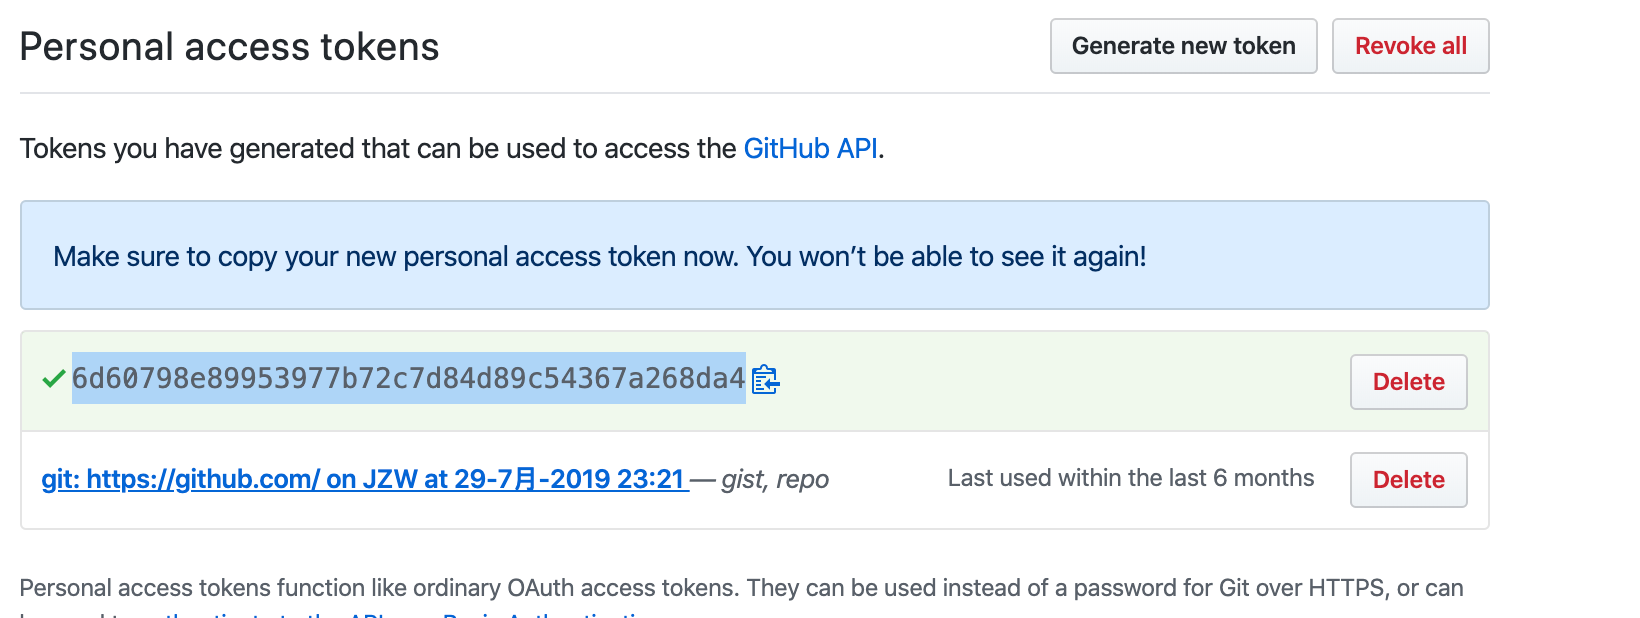 Personal access tokens
Generate new token
Revoke all
Tokens you have generated that can be used to access the GitHub API.
Make sure to copy your new personal access token now. You won’t be able to see it again!
6d60798e89953977b72c7d84d89c54367a268da4
Delete
git: https://github.com/ on JZW at 29-7月-2019 23:21 — gist, repo
Last used within the last 6 months
Delete
Personal access tokens function like ordinary OAuth access tokens. They can be used instead of a password for Git over HTTPS, or can